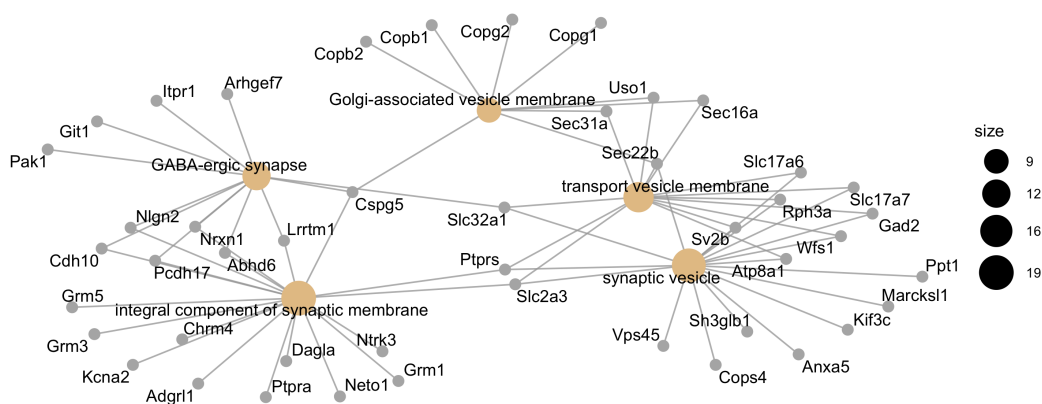 Copb2
Copb1
Copg2
Copg1
Itpr1
Arhgef7
Golgi-associated vesicle membrane
Uso1
Sec31a
Sec16a
size
Git1
Pak1
GABA-ergic synapse
Sec22b
Slc17a6
9
transport vesicle membrane
12
Cspg5
Slc17a7
Nlgn2
Slc32a1
Rph3a
Gad2
16
Nrxn1
Lrrtm1
Sv2b
Wfs1
Cdh10
Pcdh17
Abhd6
Ptprs
Atp8a1
Ppt1
19
synaptic vesicle
Grm5
Slc2a3
Marcksl1
integral component of synaptic membrane
Chrm4
Sh3glb1
Kif3c
Grm3
Ntrk3
Vps45
Dagla
Kcna2
Grm1
Cops4
Anxa5
Adgrl1
Ptpra
Neto1